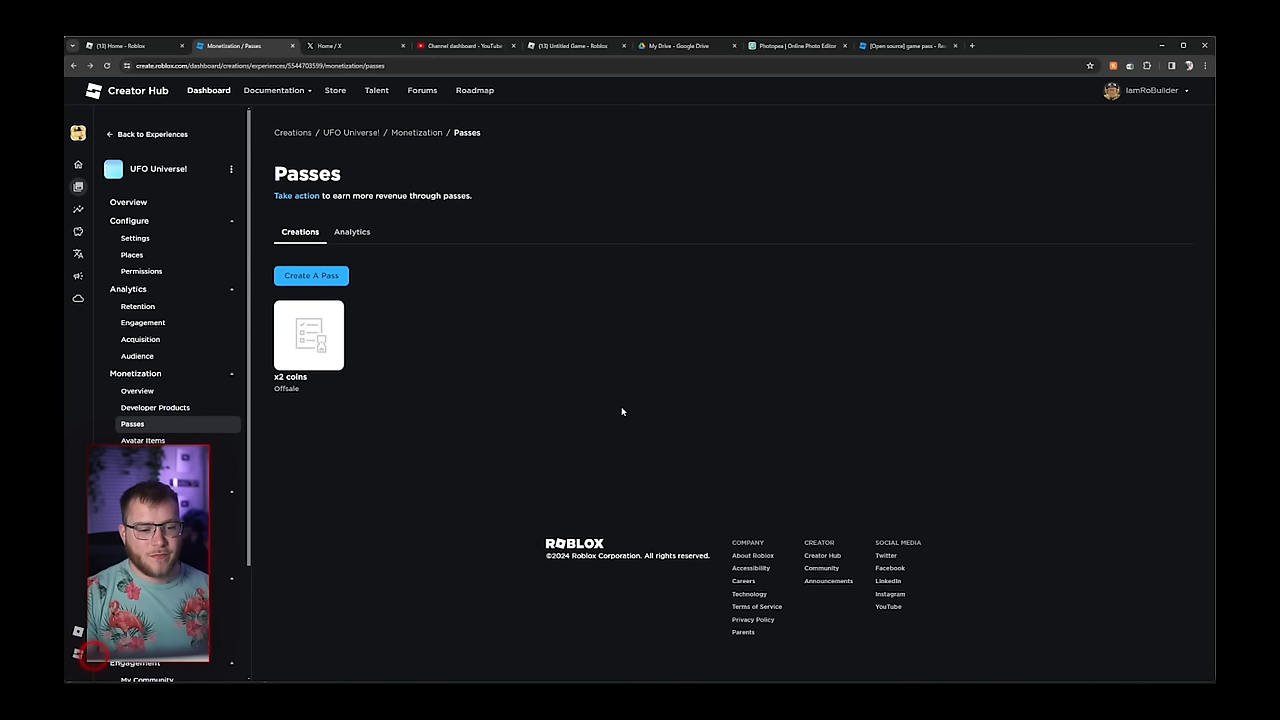 (13) Home - Roblox
Monetization / Passes
Home / X
Channel dashboard - YouTube
(13) Untitled Game - Roblox
My Drive - Google Drive
Photopea | Online Photo Editor
[Open source] game pass - Re
create.roblox.com/dashboard/creations/experiences/5544703599/monetization/passes
Creator Hub
Dashboard
Documentation
Store
Talent
Forums
Roadmap
IamRoBuilder
Back to Experiences
UFO Universe!
Overview
Configure
Settings
Places
Permissions
Analytics
Retention
Engagement
Acquisition
Audience
Monetization
Overview
Developer Products
Passes
Avatar Items
Engagement
My Community
Creations / UFO Universe! / Monetization / Passes
Passes
Take action to earn more revenue through passes.
Creations
Analytics
Create A Pass
x2 coins
Offsale
ROBLOX
©2024 Roblox Corporation. All rights reserved.
COMPANY
About Roblox
Accessibility
Careers
Technology
Terms of Service
Privacy Policy
Parents
CREATOR
Creator Hub
Community
Announcements
SOCIAL MEDIA
Twitter
Facebook
LinkedIn
Instagram
YouTube